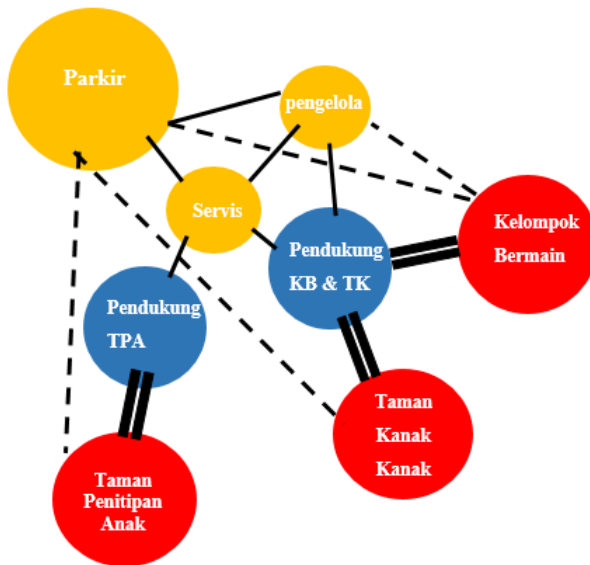 Parkir
pengelola
Servis
Kelompok
Bermain
Pendukung
KB & TK
Pendukung
TPA
Taman
Kanak
Kanak
Taman
Penitipan
Anak